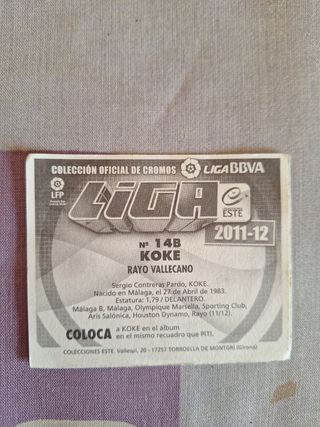 COLECCIÓN OFICIAL DE CROMOS LIGA BBVA
LFP
LiGA
este
ESTE
2011-12
Nº 14B
KOKE
RAYO VALLECANO
Sergio Contreras Pardo, KOKE.
Nacido en Málaga, el 27 de Abril de 1983.
Estatura: 1,79 / DELANTERO.
Málaga B, Málaga, Olympique Marsella, Sporting Club,
Aris Salónica, Houston Dynamo, Rayo (11/12).
COLOCA a KOKE en el álbum
en el mismo recuadro que PITI.
COLECCIONES ESTE. Vallespí, 20 - 17257 TORROELLA DE MONTGRÍ (Girona)